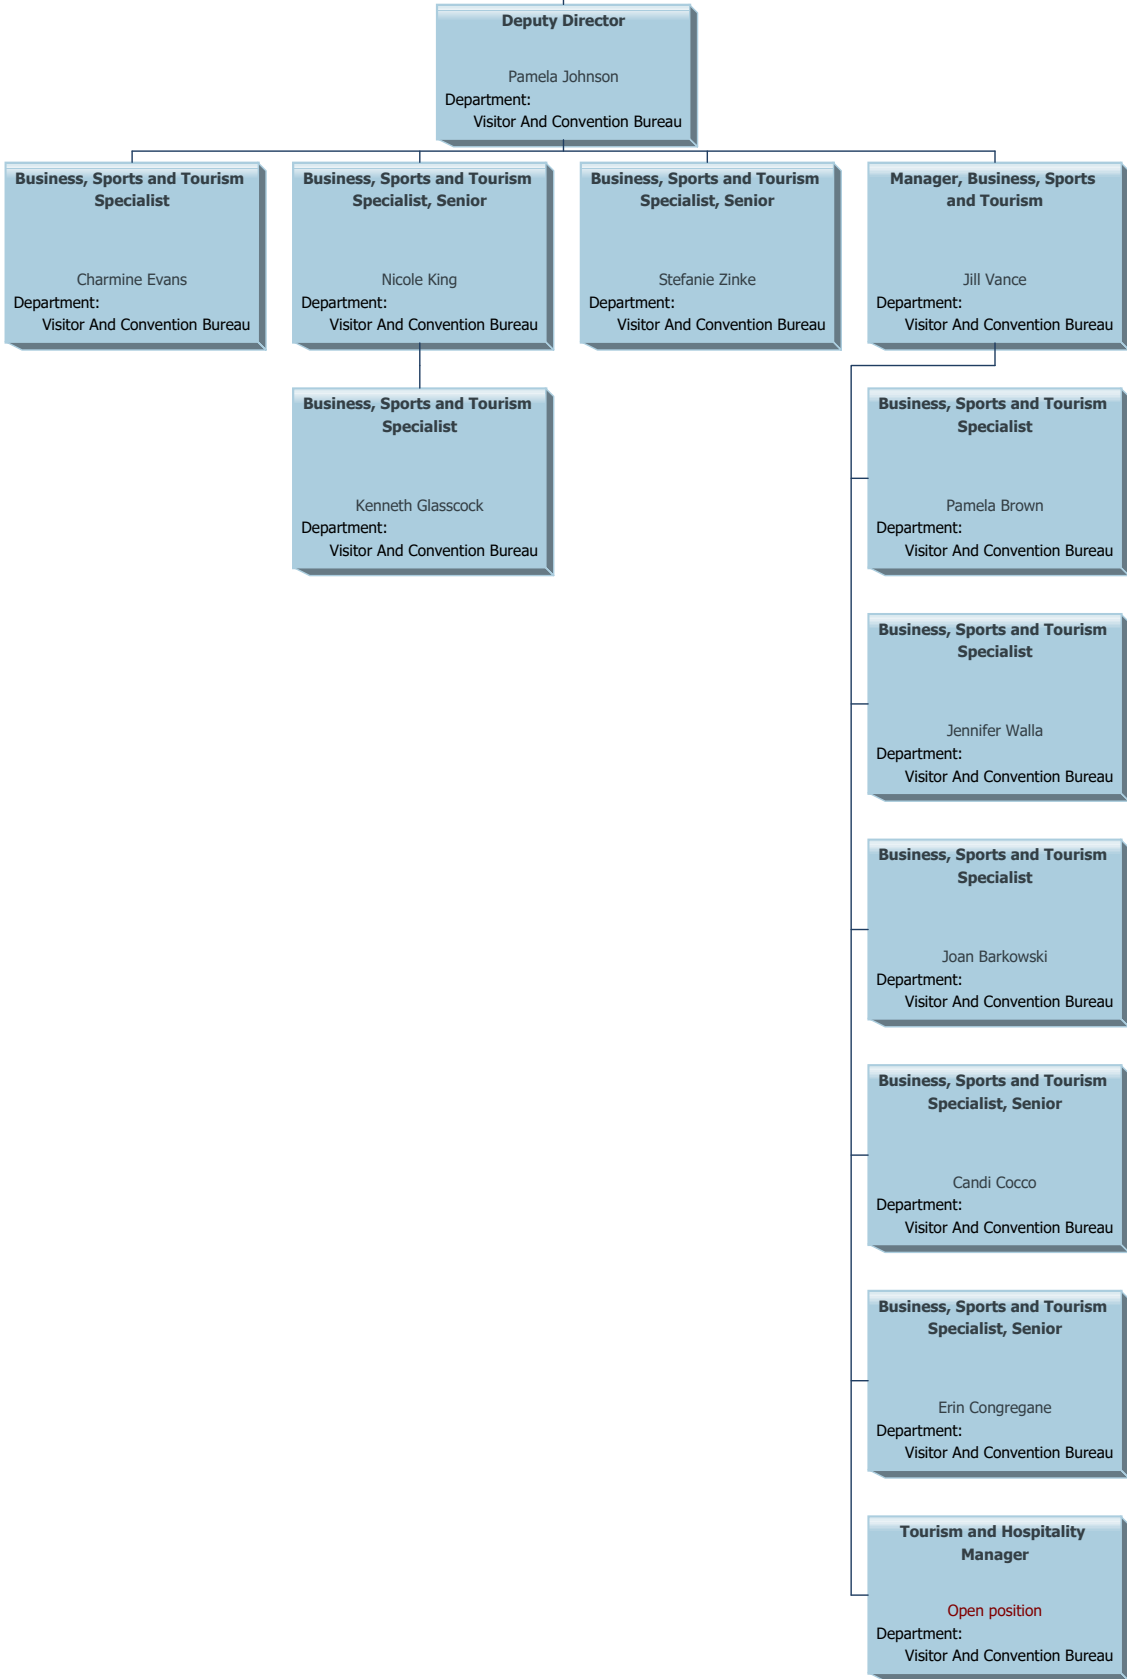 Deputy Director
Pamela Johnson
Department:
Visitor And Convention Bureau
Business, Sports and Tourism
Specialist
Charmine Evans
Department:
Visitor And Convention Bureau
Business, Sports and Tourism
Specialist, Senior
Nicole King
Department:
Visitor And Convention Bureau
Business, Sports and Tourism
Specialist, Senior
Stefanie Zinke
Department:
Visitor And Convention Bureau
Manager, Business, Sports
and Tourism
Jill Vance
Department:
Visitor And Convention Bureau
Business, Sports and Tourism
Specialist
Kenneth Glasscock
Department:
Visitor And Convention Bureau
Business, Sports and Tourism
Specialist
Pamela Brown
Department:
Visitor And Convention Bureau
Business, Sports and Tourism
Specialist
Jennifer Walla
Department:
Visitor And Convention Bureau
Business, Sports and Tourism
Specialist
Joan Barkowski
Department:
Visitor And Convention Bureau
Business, Sports and Tourism
Specialist, Senior
Candi Cocco
Department:
Visitor And Convention Bureau
Business, Sports and Tourism
Specialist, Senior
Erin Congregane
Department:
Visitor And Convention Bureau
Tourism and Hospitality
Manager
Open position
Department:
Visitor And Convention Bureau